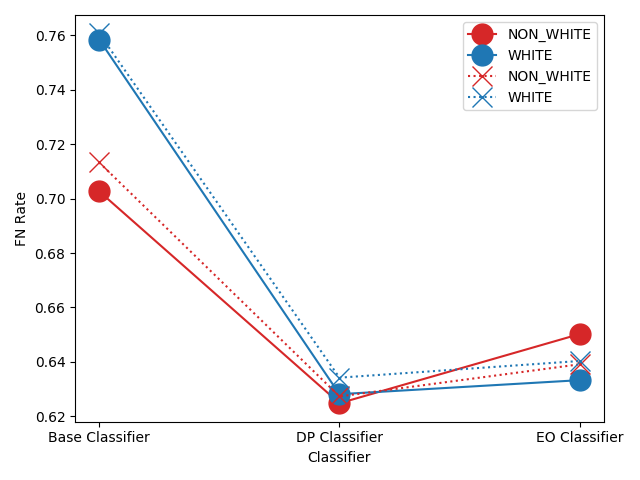 0.76
0.74
0.72
0.70
0.68
0.66
0.64
0.62
FN Rate
Base Classifier
DP Classifier
EO Classifier
Classifier
NON_WHITE
WHITE
NON_WHITE
WHITE